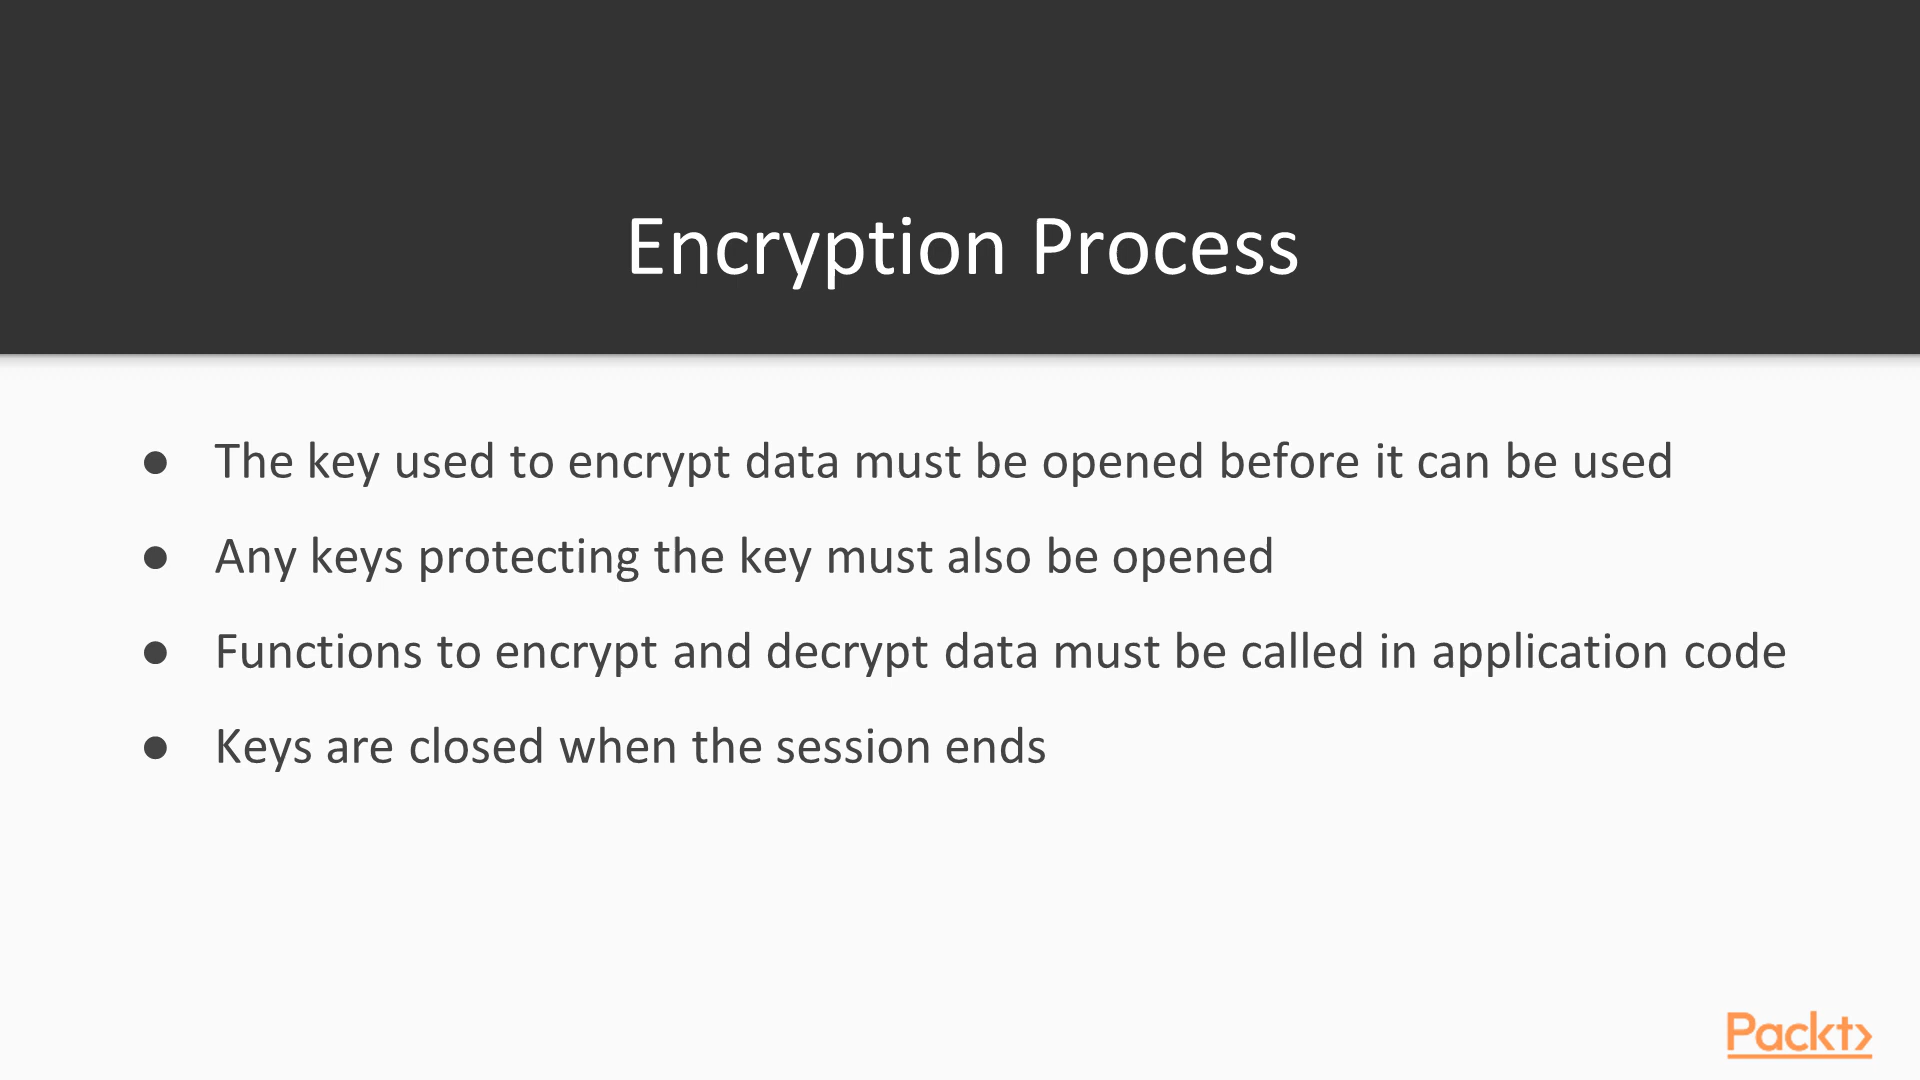 Encryption Process
● The key used to encrypt data must be opened before it can be used
● Any keys protecting the key must also be opened
● Functions to encrypt and decrypt data must be called in application code
● Keys are closed when the session ends
Packt>